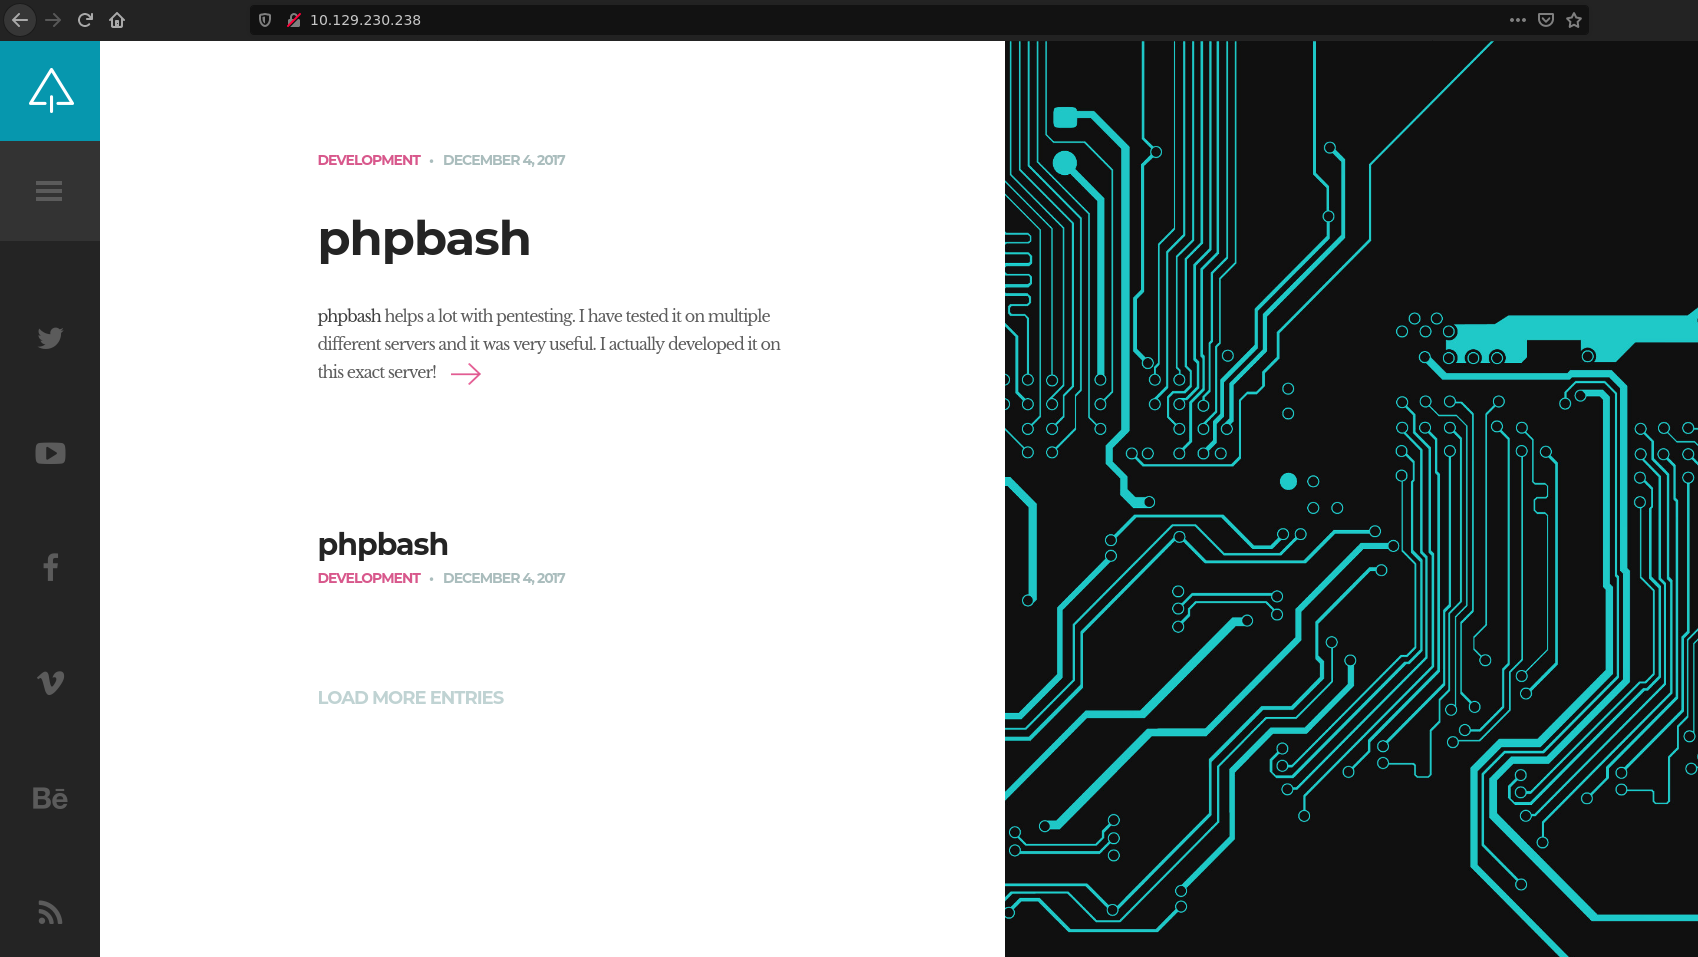 10.129.230.238
DEVELOPMENT • DECEMBER 4, 2017
phpbash
phpbash helps a lot with pentesting. I have tested it on multiple
different servers and it was very useful. I actually developed it on
this exact server!
phpbash
DEVELOPMENT • DECEMBER 4, 2017
LOAD MORE ENTRIES
Bē